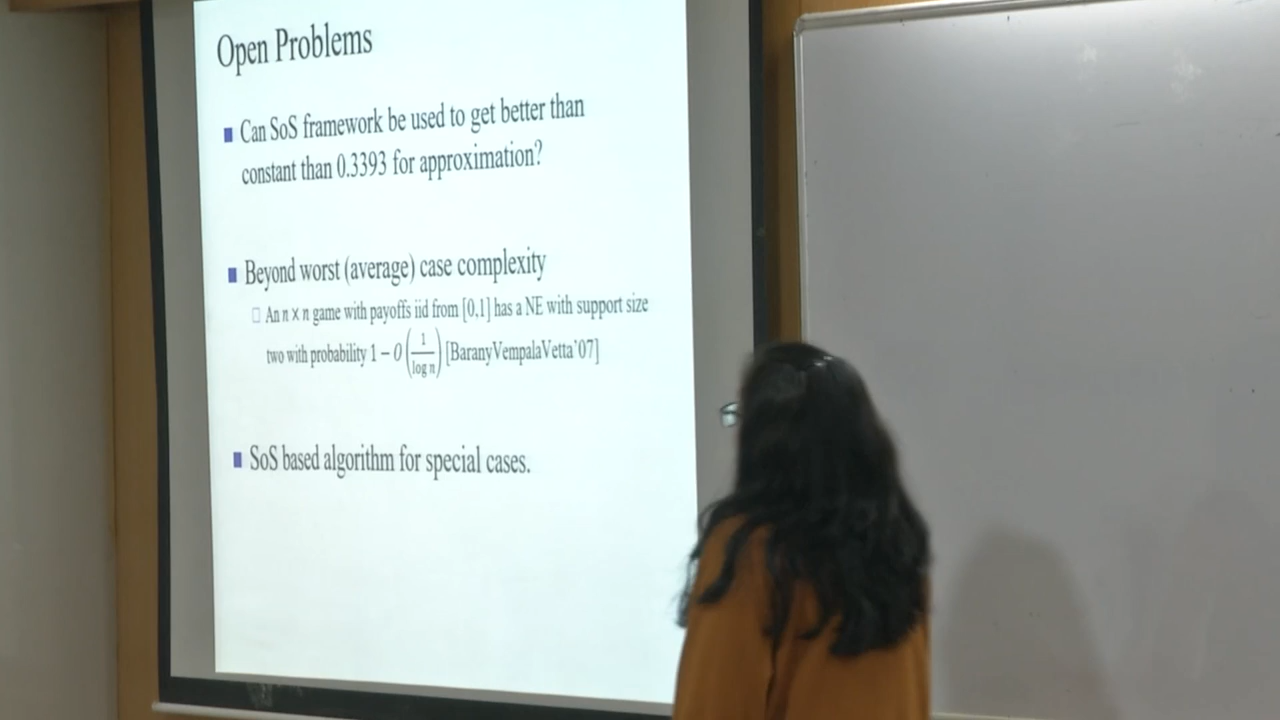 Open Problems
■ Can SoS framework be used to get better than
constant than 0.3393 for approximation?
■ Beyond worst (average) case complexity
□ An n × n game with payoffs iid from [0,1] has a NE with support size
two with probability 1 − O(1/log n) [BaranyVempalaVetta'07]
■ SoS based algorithm for special cases.